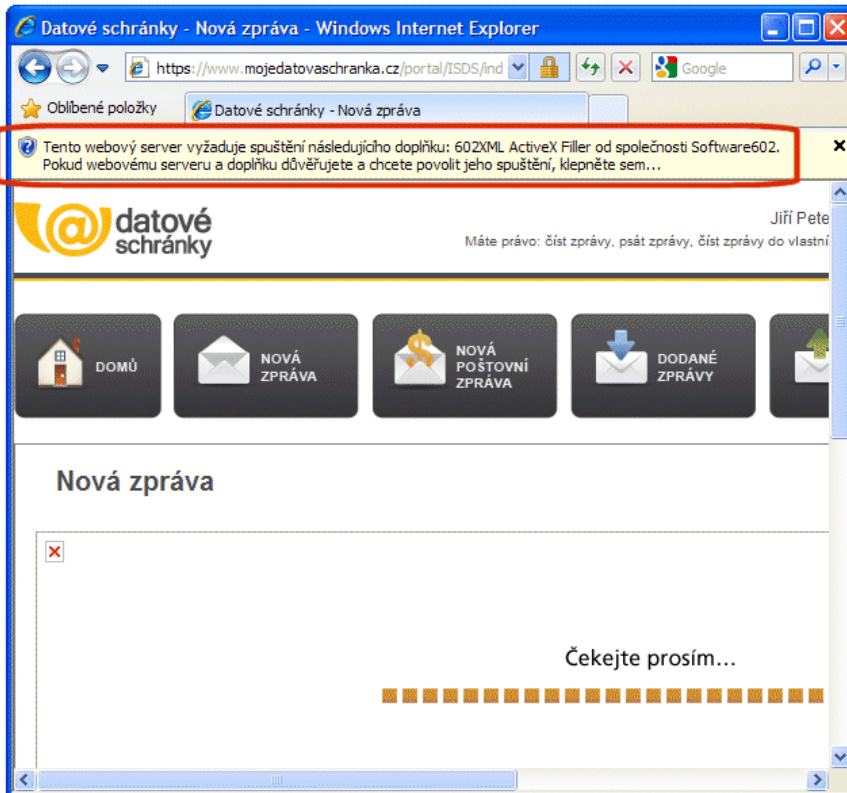 Datové schránky - Nová zpráva - Windows Internet Explorer
https://www.mojedatovaschranka.cz/portal/ISDS/ind
Google
Oblíbené položky
Datové schránky - Nová zpráva
Tento webový server vyžaduje spuštění následujícího doplňku: 602XML ActiveX Filler od společnosti Software602.
Pokud webovému serveru a doplňku důvěřujete a chcete povolit jeho spuštění, klepněte sem...
datové
schránky
Jiří Pete
Máte právo: číst zprávy, psát zprávy, číst zprávy do vlastní
DOMŮ
NOVÁ
ZPRÁVA
NOVÁ
POŠTOVNÍ
ZPRÁVA
DODANÉ
ZPRÁVY
Nová zpráva
Čekejte prosím...